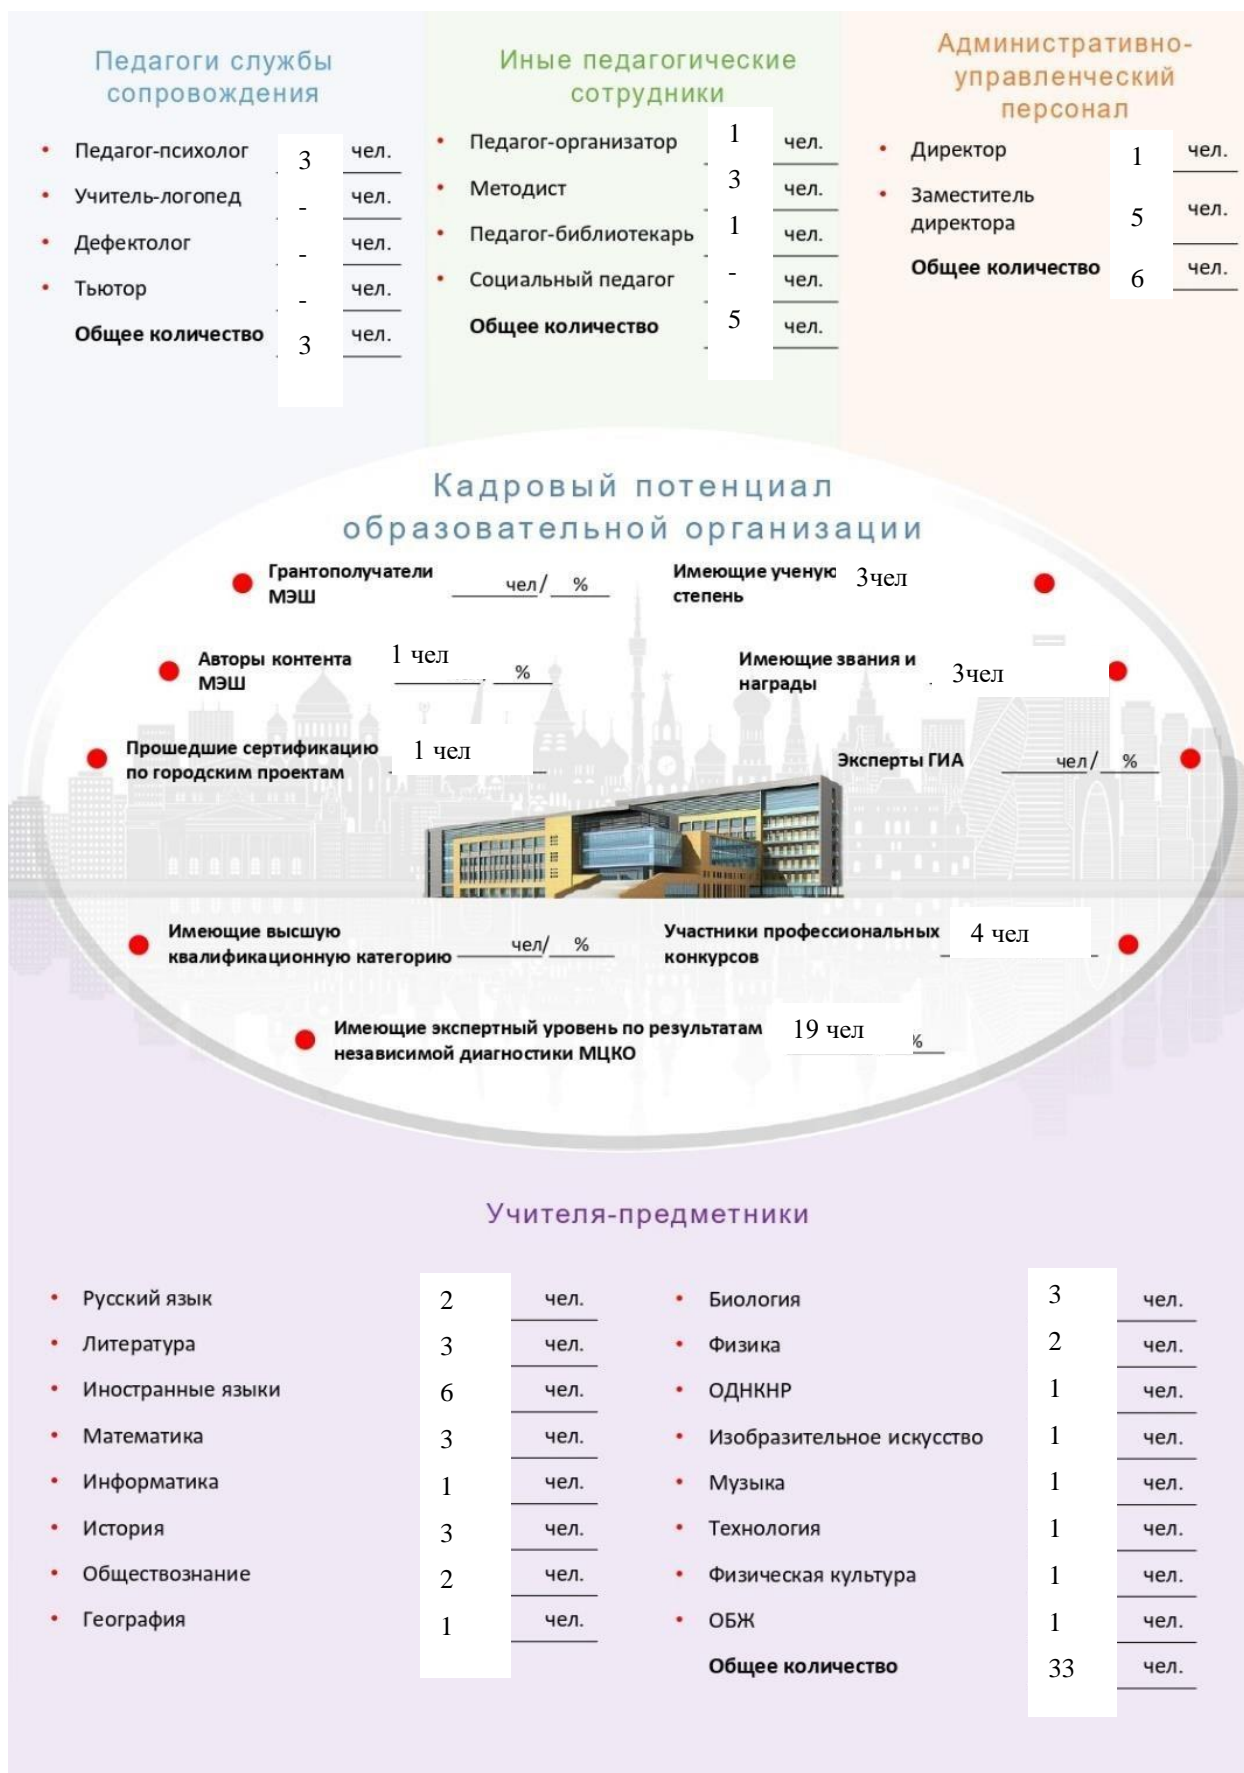 Педагоги службы
сопровождения
• Педагог-психолог 3 чел.
• Учитель-логопед - чел.
• Дефектолог - чел.
• Тьютор - чел.
Общее количество 3 чел.
Иные педагогические
сотрудники
• Педагог-организатор 1 чел.
• Методист 3 чел.
• Педагог-библиотекарь 1 чел.
• Социальный педагог - чел.
Общее количество 5 чел.
Административно-
управленческий
персонал
• Директор 1 чел.
• Заместитель
директора 5 чел.
Общее количество 6 чел.
Кадровый потенциал
образовательной организации
Грантополучатели
МЭШ чел/ %
Имеющие ученую 3чел
степень
Авторы контента 1 чел
МЭШ %
Имеющие звания и
награды 3чел
Прошедшие сертификацию 1 чел
по городским проектам
Эксперты ГИА чел/ %
Имеющие высшую
квалификационную категорию чел/ %
Участники профессиональных 4 чел
конкурсов
Имеющие экспертный уровень по результатам 19 чел
независимой диагностики МЦКО %
Учителя-предметники
• Русский язык 2 чел.
• Литература 3 чел.
• Иностранные языки 6 чел.
• Математика 3 чел.
• Информатика 1 чел.
• История 3 чел.
• Обществознание 2 чел.
• География 1 чел.
• Биология 3 чел.
• Физика 2 чел.
• ОДНКНР 1 чел.
• Изобразительное искусство 1 чел.
• Музыка 1 чел.
• Технология 1 чел.
• Физическая культура 1 чел.
• ОБЖ 1 чел.
Общее количество 33 чел.